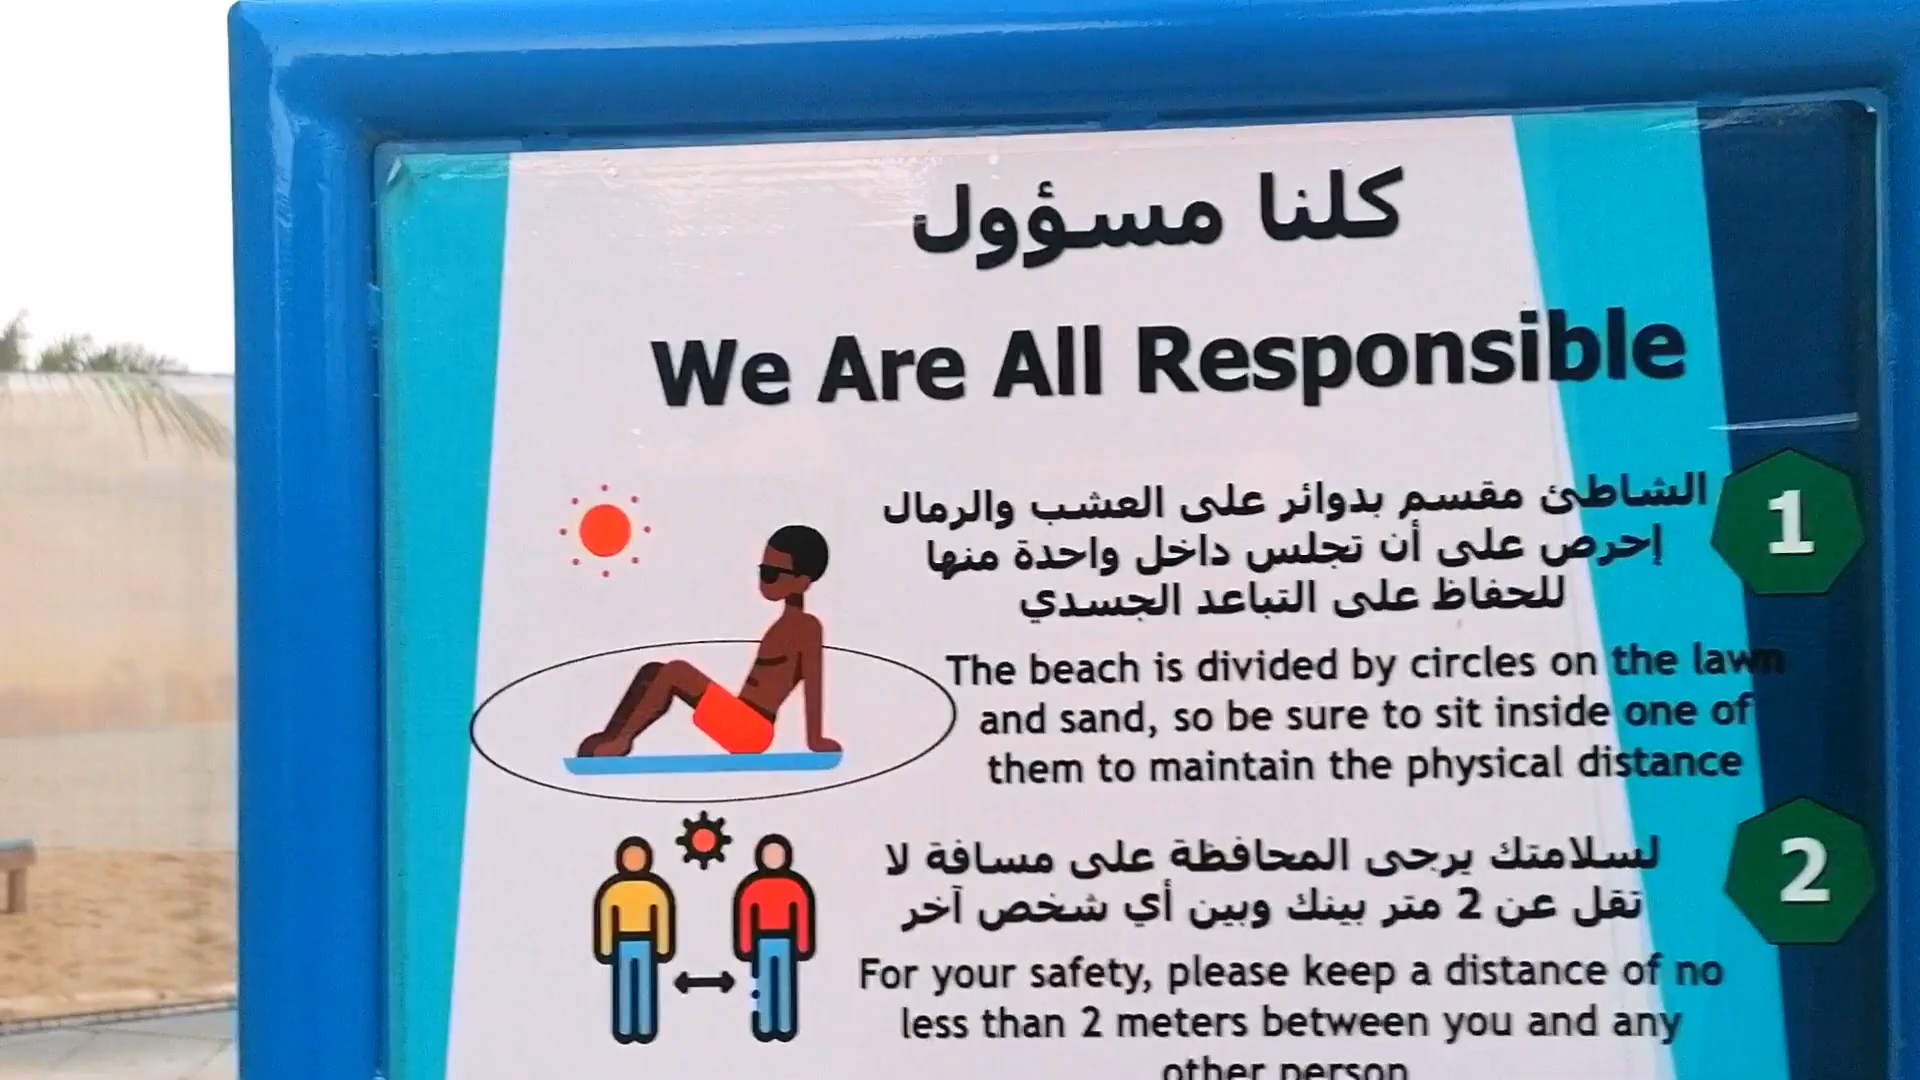 كلنا مسؤول
We Are All Responsible
1
الشاطئ مقسم بدوائر على العشب والرمال
إحرص على أن تجلس داخل واحدة منها
للحفاظ على التباعد الجسدي
The beach is divided by circles on the lawn
and sand, so be sure to sit inside one of
them to maintain the physical distance
2
لسلامتك يرجى المحافظة على مسافة لا
تقل عن 2 متر بينك وبين أي شخص آخر
For your safety, please keep a distance of no
less than 2 meters between you and any
other person